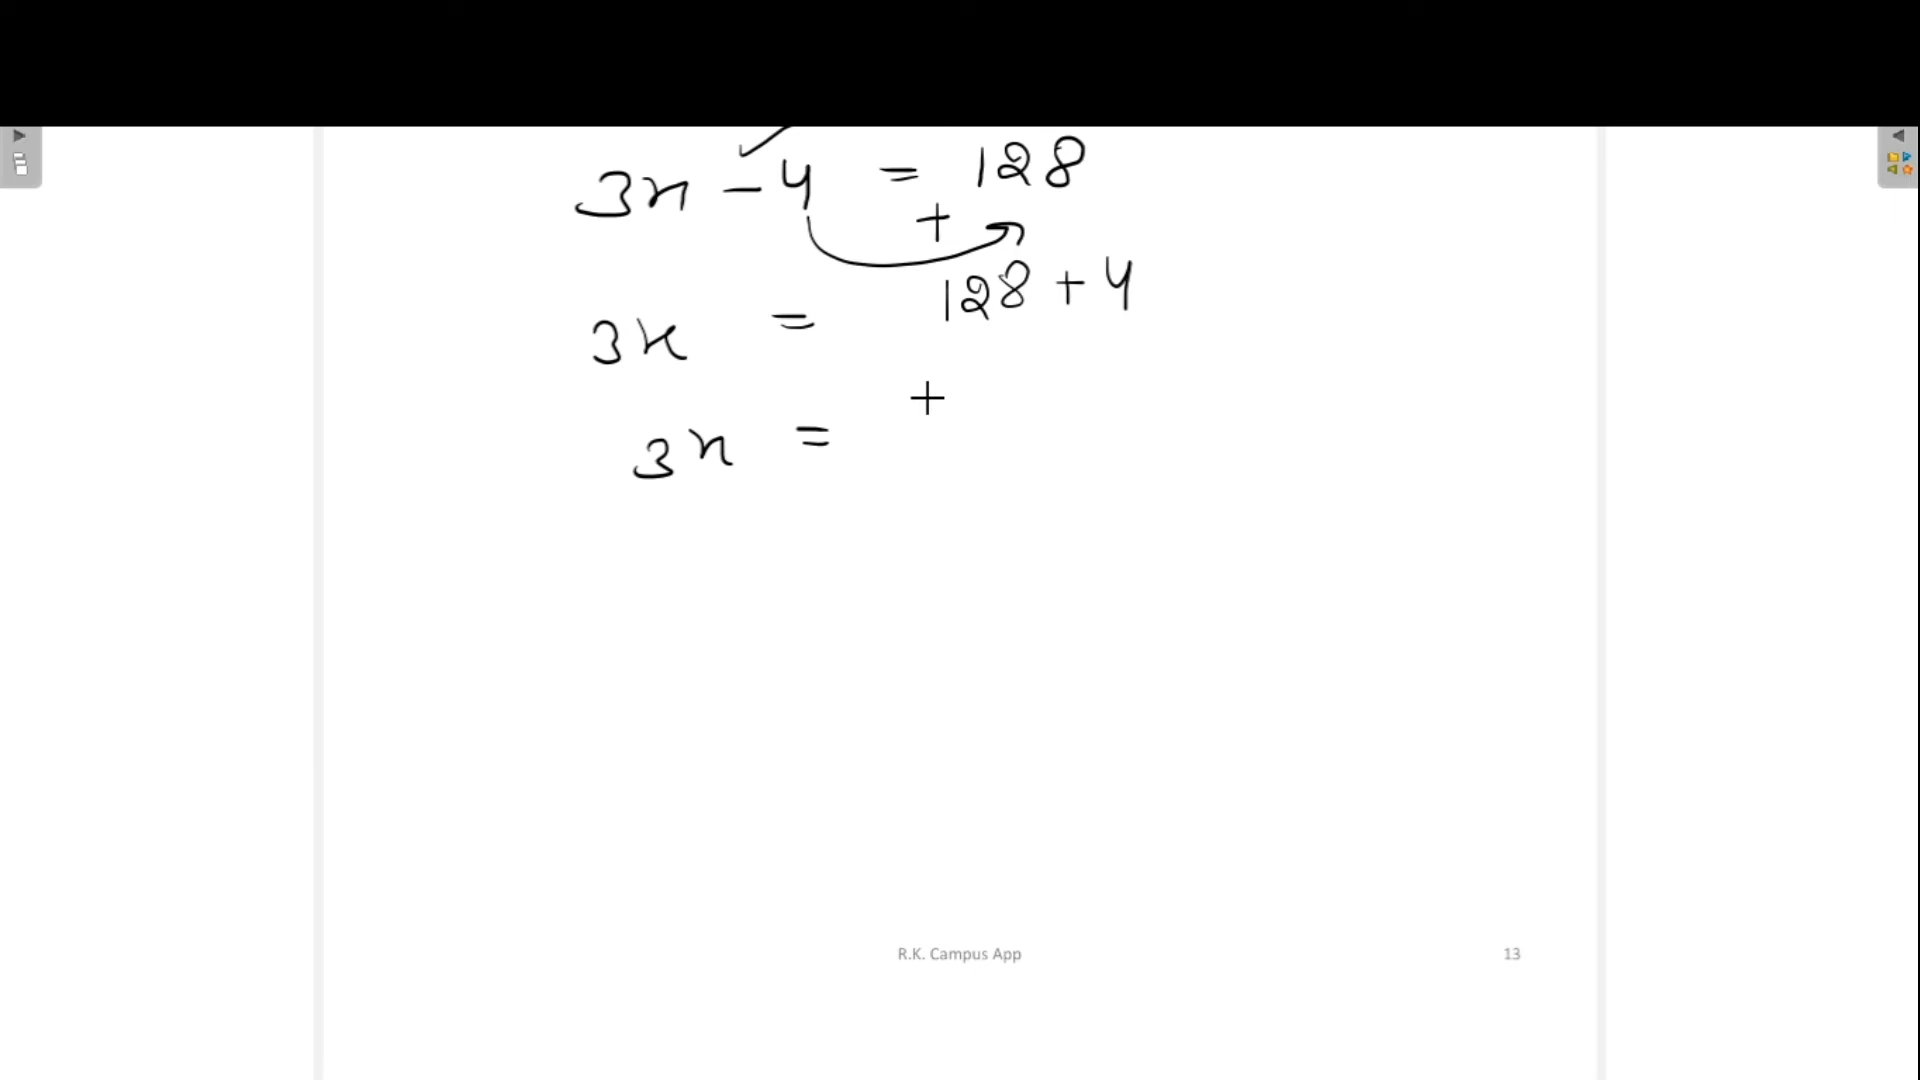 3x - 4 = 128
+
3x = 128 + 4
3x =
R.K. Campus App
13